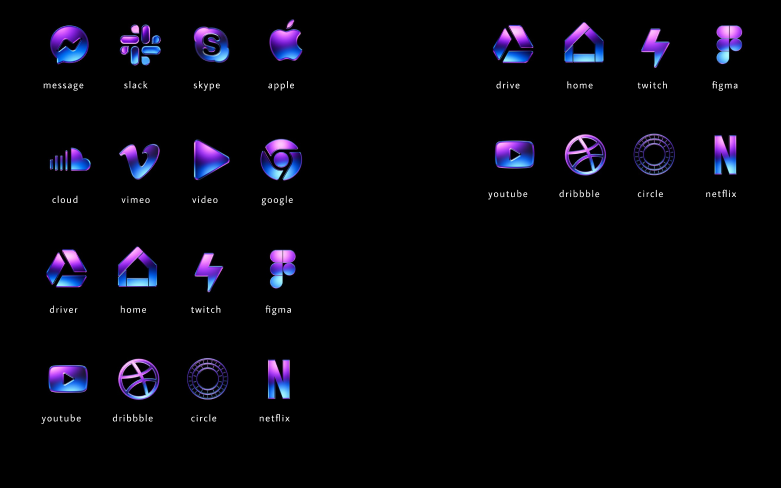 message slack skype apple
cloud vimeo video google
driver home twitch figma
youtube dribbble circle netflix
drive home twitch figma
youtube dribbble circle netflix